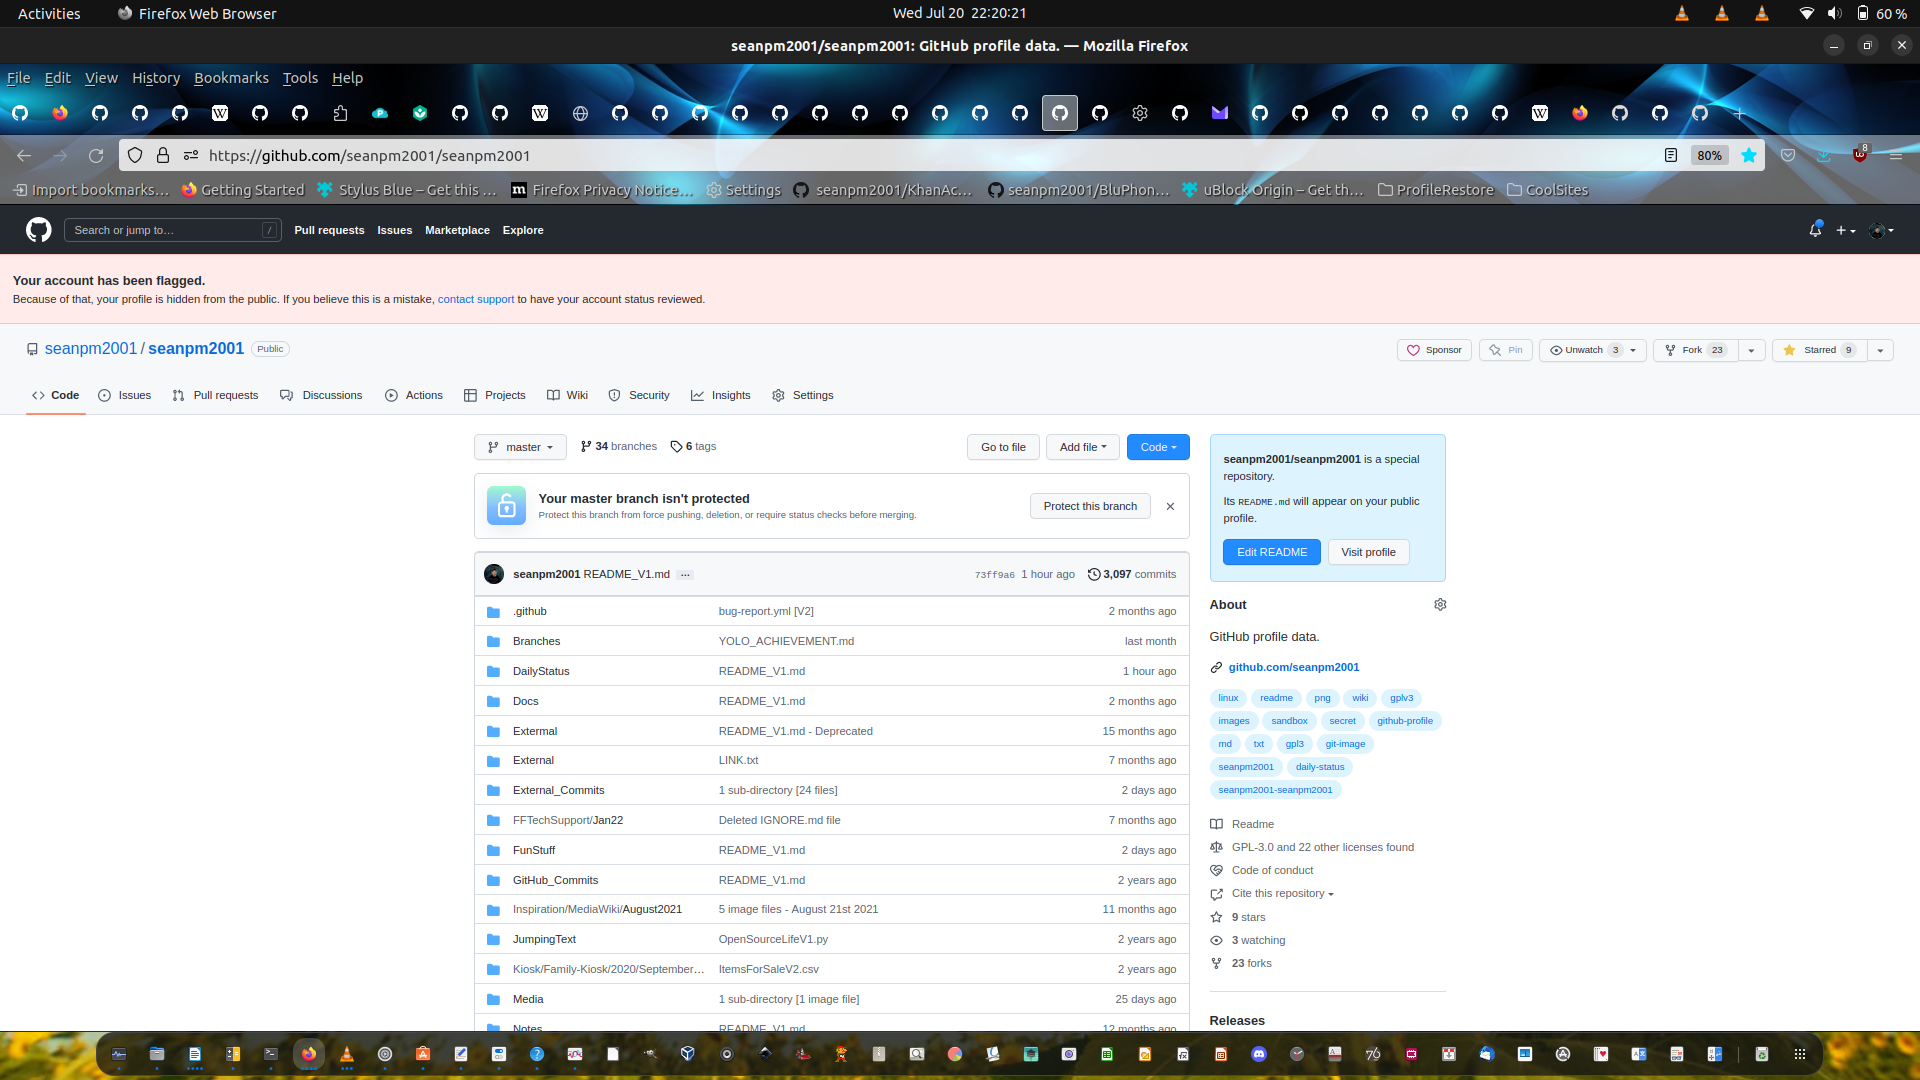 Activities
Firefox Web Browser
Wed Jul 20 22:20:21
60 %
seanpm2001/seanpm2001: GitHub profile data. — Mozilla Firefox
File Edit View History Bookmarks Tools Help
https://github.com/seanpm2001/seanpm2001
80%
8
Import bookmarks…
Getting Started
Stylus Blue – Get this …
Firefox Privacy Notice…
Settings
seanpm2001/KhanAc…
seanpm2001/BluPhon…
uBlock Origin – Get th…
ProfileRestore
CoolSites
Search or jump to…
/
Pull requests Issues Marketplace Explore
Your account has been flagged.
Because of that, your profile is hidden from the public. If you believe this is a mistake, contact support to have your account status reviewed.
seanpm2001 / seanpm2001 Public
Sponsor
Pin
Unwatch 3
Fork 23
Starred 9
Code
Issues
Pull requests
Discussions
Actions
Projects
Wiki
Security
Insights
Settings
master
34 branches
6 tags
Go to file
Add file
Code
Your master branch isn't protected
Protect this branch from force pushing, deletion, or require status checks before merging.
Protect this branch
seanpm2001 README_V1.md …
73ff9a6 1 hour ago
3,097 commits
.github bug-report.yml [V2] 2 months ago
Branches YOLO_ACHIEVEMENT.md last month
DailyStatus README_V1.md 1 hour ago
Docs README_V1.md 2 months ago
Extermal README_V1.md - Deprecated 15 months ago
External LINK.txt 7 months ago
External_Commits 1 sub-directory [24 files] 2 days ago
FFTechSupport/Jan22 Deleted IGNORE.md file 7 months ago
FunStuff README_V1.md 2 days ago
GitHub_Commits README_V1.md 2 years ago
Inspiration/MediaWiki/August2021 5 image files - August 21st 2021 11 months ago
JumpingText OpenSourceLifeV1.py 2 years ago
Kiosk/Family-Kiosk/2020/September… ItemsForSaleV2.csv 2 years ago
Media 1 sub-directory [1 image file] 25 days ago
Notes README_V1.md 12 months ago
seanpm2001/seanpm2001 is a special
repository.
Its README.md will appear on your public
profile.
Edit README
Visit profile
About
GitHub profile data.
github.com/seanpm2001
linux readme png wiki gplv3
images sandbox secret github-profile
md txt gpl3 git-image
seanpm2001 daily-status
seanpm2001-seanpm2001
Readme
GPL-3.0 and 22 other licenses found
Code of conduct
Cite this repository
9 stars
3 watching
23 forks
Releases